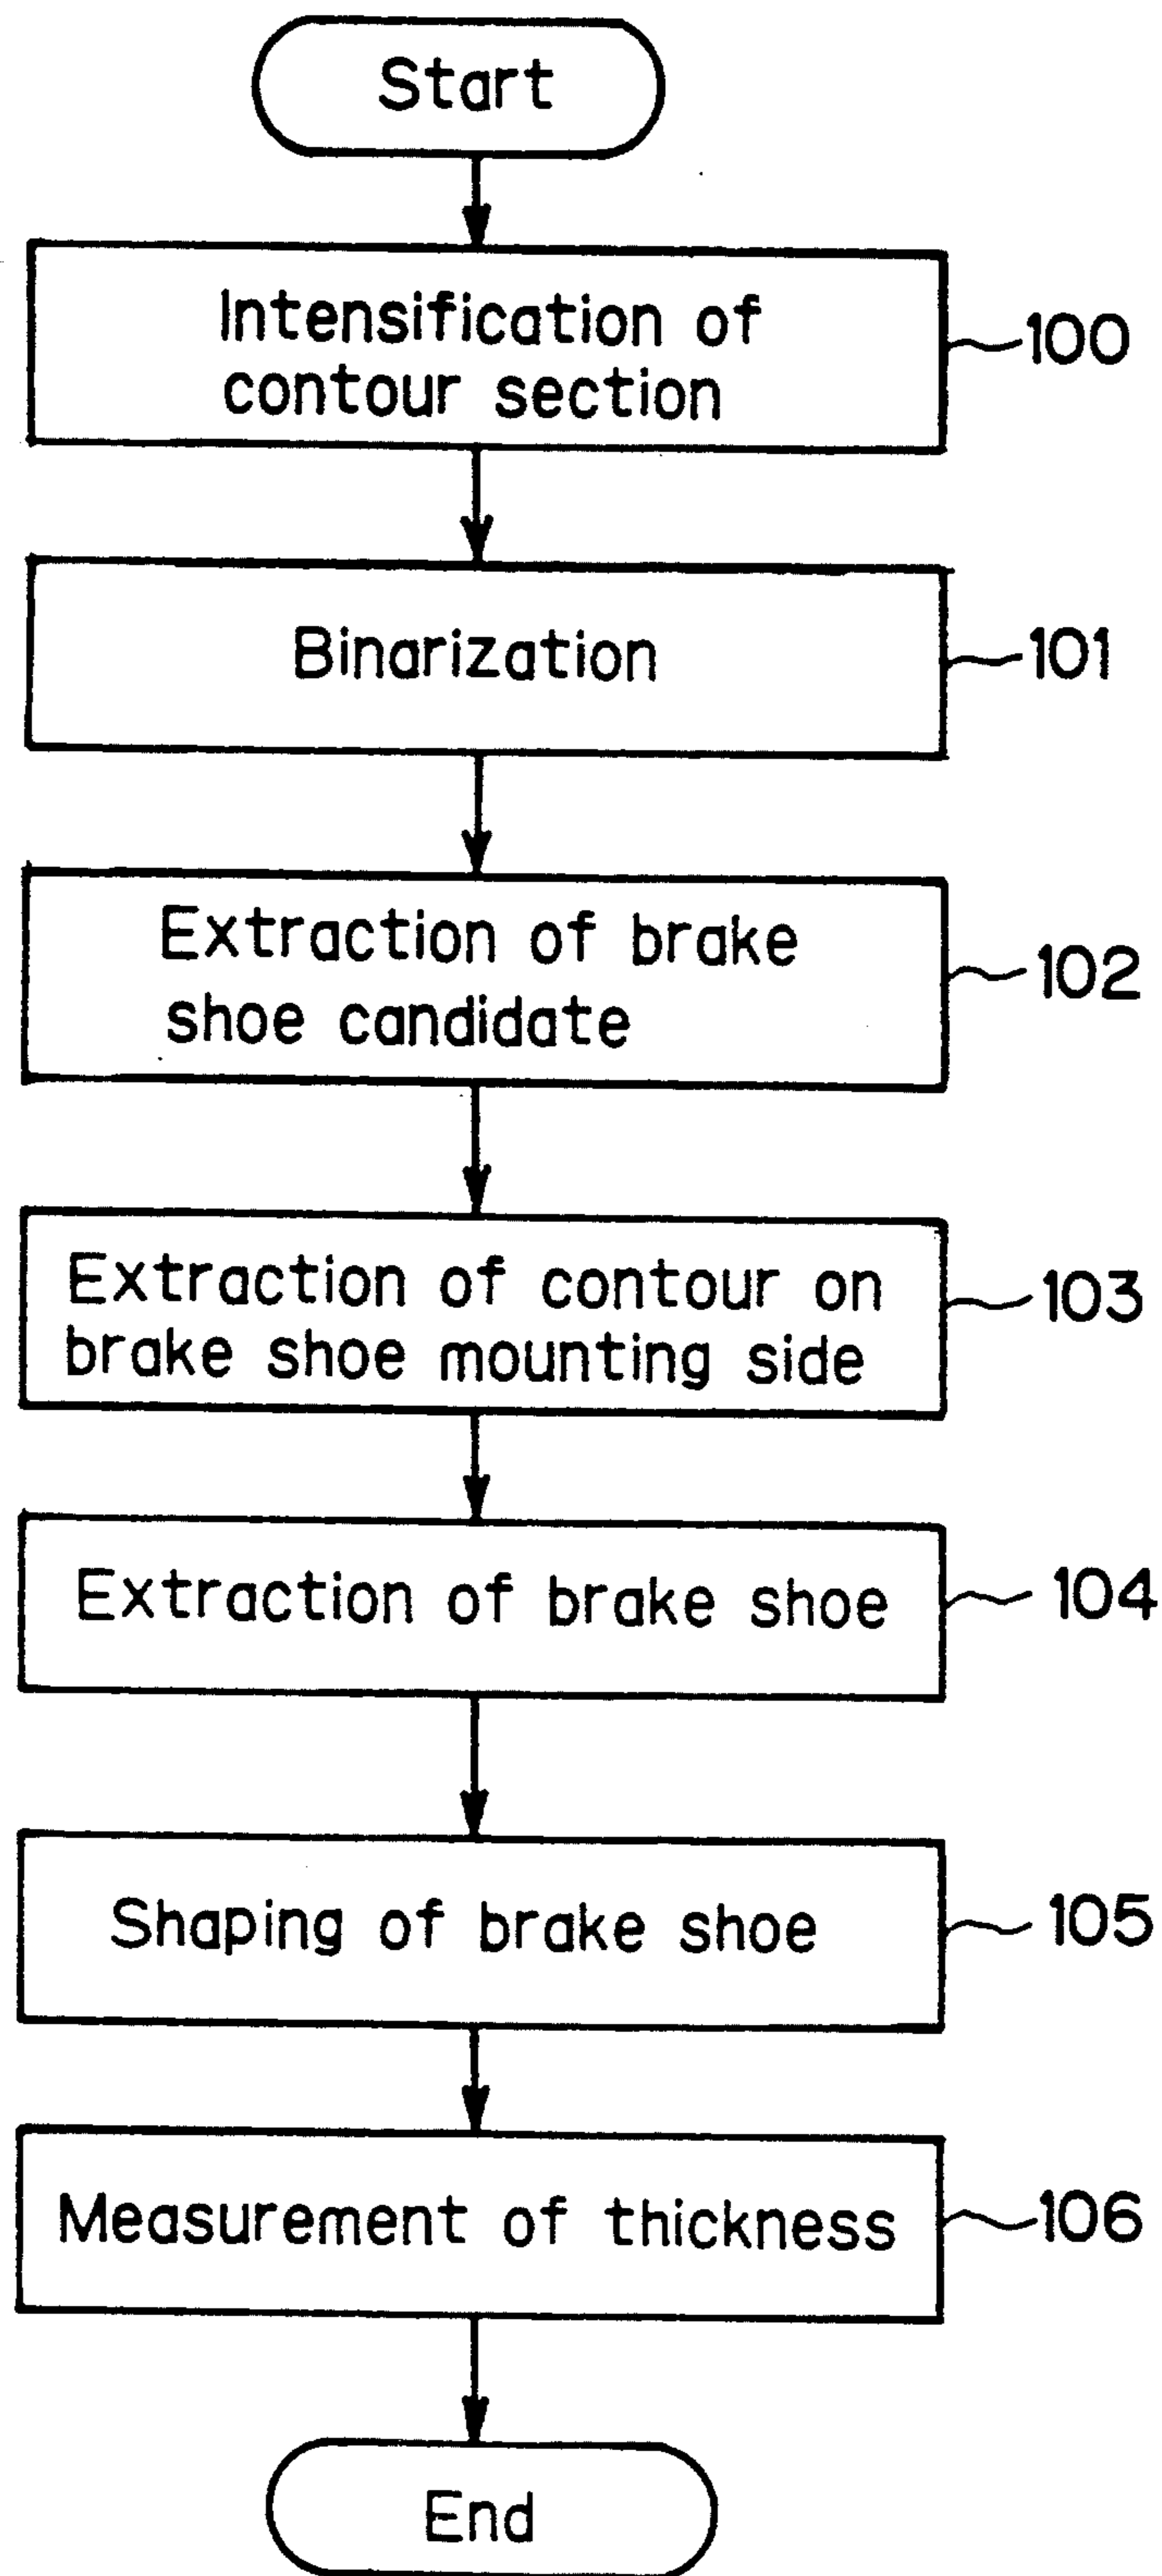 Start
Intensification of
contour section
100
Binarization
101
Extraction of brake
shoe candidate
102
Extraction of contour on
brake shoe mounting side
103
Extraction of brake shoe
104
Shaping of brake shoe
105
Measurement of thickness
106
End